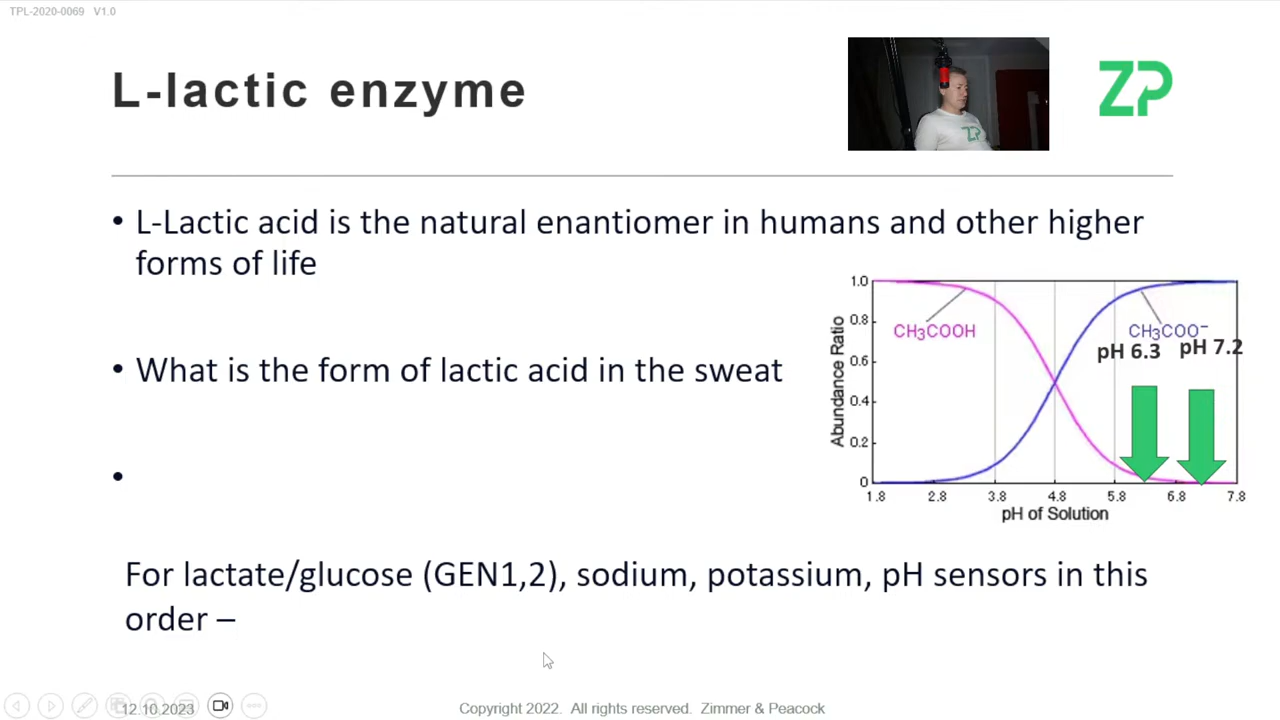 TPL-2020-0069 V1.0
L-lactic enzyme
ZP
ZP
• L-Lactic acid is the natural enantiomer in humans and other higher
forms of life
• What is the form of lactic acid in the sweat
•
For lactate/glucose (GEN1,2), sodium, potassium, pH sensors in this
order –
1.0
0.8
0.6
0.4
0.2
0
Abundance Ratio
CH₃COOH
CH₃COO⁻
pH 6.3 pH 7.2
1.8 2.8 3.8 4.8 5.8 6.8 7.8
pH of Solution
12.10.2023
Copyright 2022. All rights reserved. Zimmer & Peacock